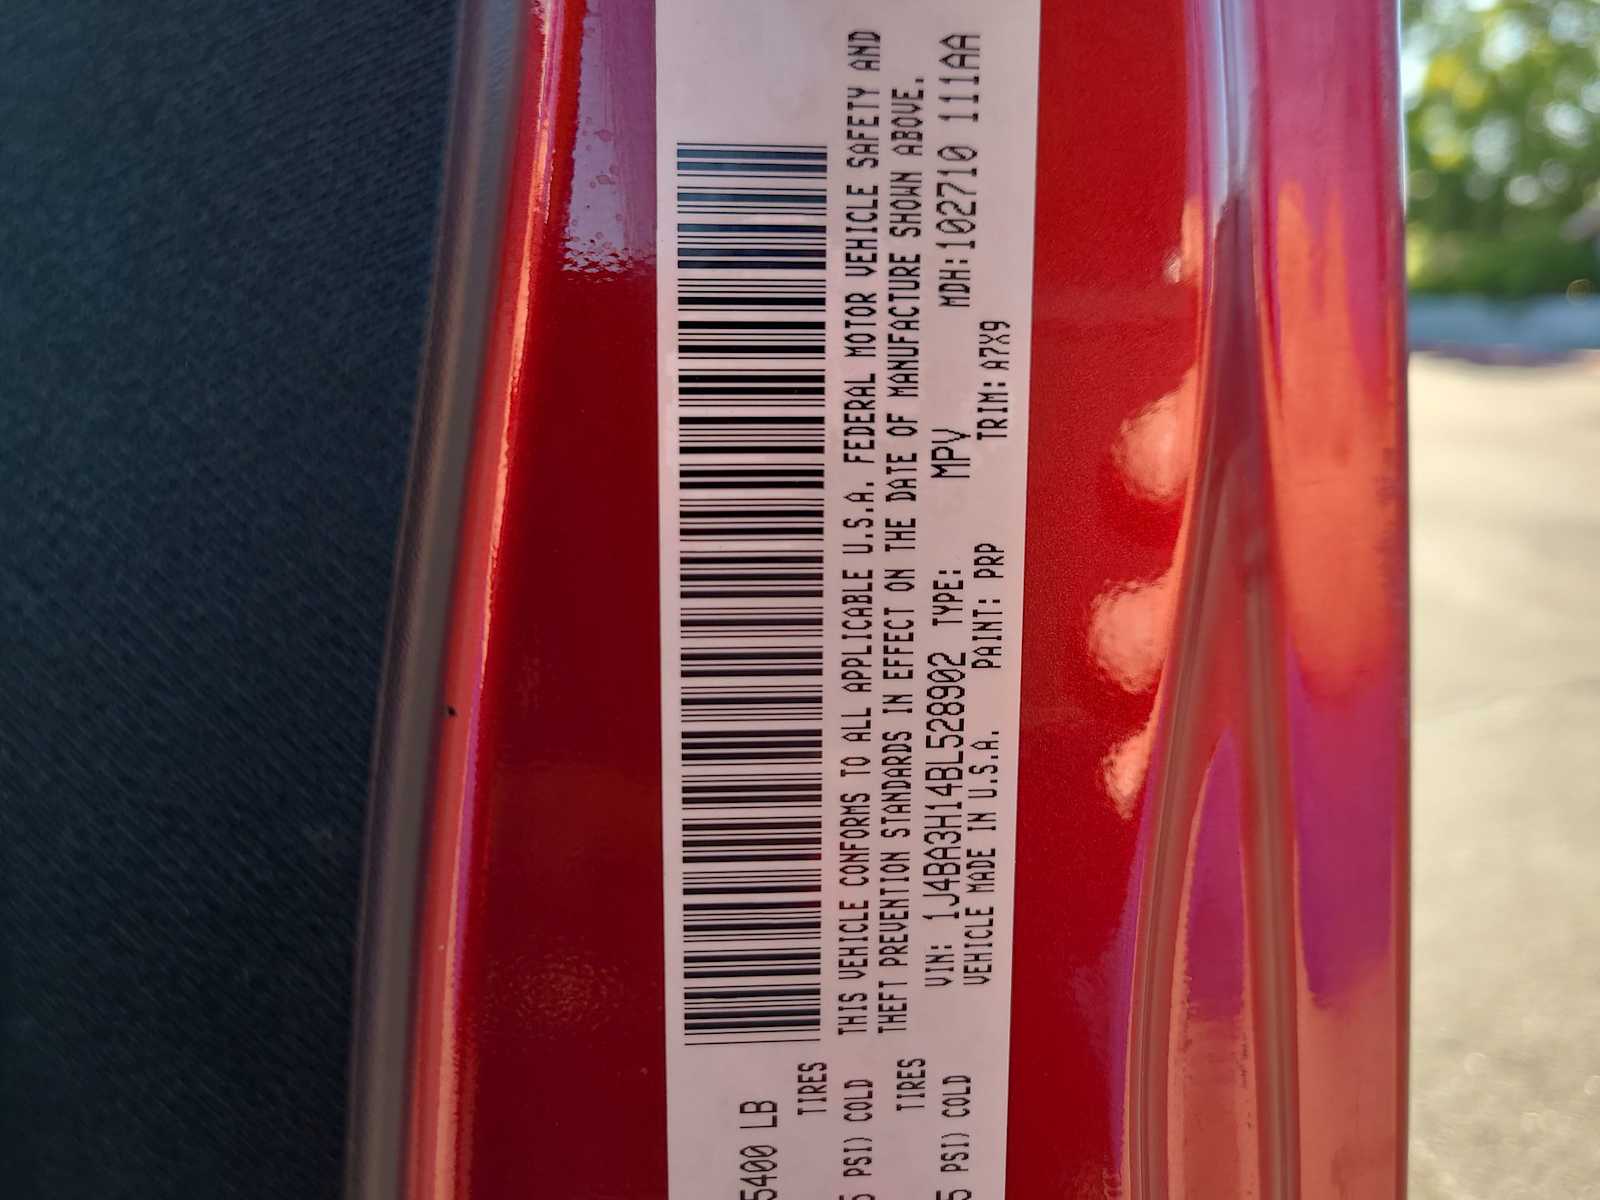 5400 LB
TIRES
5 PSI) COLD
TIRES
5 PSI) COLD
THIS VEHICLE CONFORMS TO ALL APPLICABLE U.S.A. FEDERAL MOTOR VEHICLE SAFETY AND
THEFT PREVENTION STANDARDS IN EFFECT ON THE DATE OF MANUFACTURE SHOWN ABOVE.
VIN: 1J4BA3H14BL528902 TYPE: MPV MDH:102710 111AA
VEHICLE MADE IN U.S.A. PAINT: PRP TRIM: A7X9